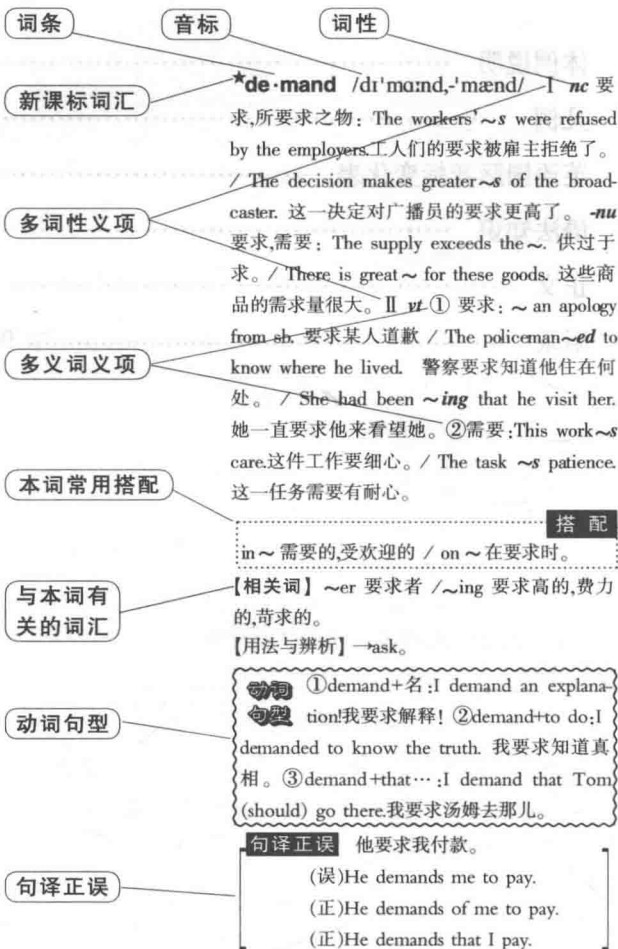 词条
音标
词性
新课标词汇
★de·mand /dɪˈmɑːnd,-ˈmænd/ Ⅰ nc 要
求,所要求之物: The workers' ~s were refused
by the employers.工人们的要求被雇主拒绝了。
/ The decision makes greater ~s of the broad-
caster. 这一决定对广播员的要求更高了。 -nu
多词性义项
要求,需要: The supply exceeds the ~. 供过于
求。/ There is great ~ for these goods. 这些商
品的需求量很大。Ⅱ vt ① 要求: ~ an apology
from sb. 要求某人道歉 / The policeman ~ed to
多义词义项
know where he lived. 警察要求知道他住在何
处。 / She had been ~ing that he visit her.
她一直要求他来看望她。②需要:This work ~s
care.这件工作要细心。/ The task ~s patience.
这一任务需要有耐心。
本词常用搭配
搭 配
in ~ 需要的,受欢迎的 / on ~ 在要求时。
与本词有
关的词汇
【相关词】 ~er 要求者 /~ing 要求高的,费力
的,苛求的。
【用法与辨析】→ask。
动词句型
动词
句型
①demand+名:I demand an explana-
tion!我要求解释! ②demand+to do:I
demanded to know the truth. 我要求知道真
相。③demand+that…:I demand that Tom
(should) go there.我要求汤姆去那儿。
句译正误
句译正误 他要求我付款。
(误)He demands me to pay.
(正)He demands of me to pay.
(正)He demands that I pay.